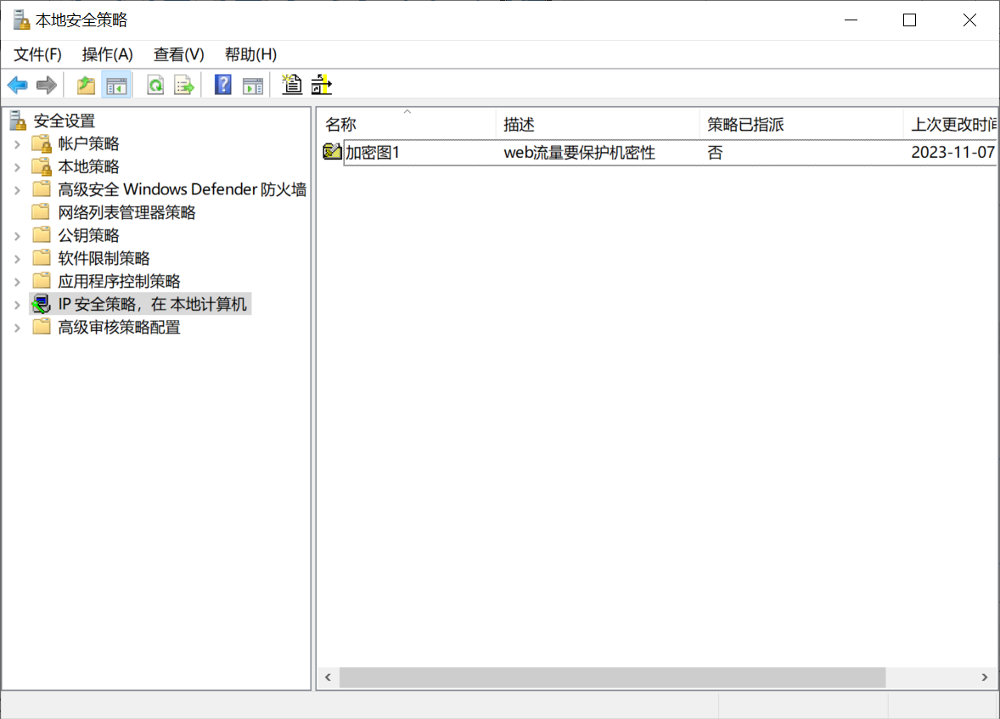 本地安全策略
文件(F) 操作(A) 查看(V) 帮助(H)
安全设置
帐户策略
本地策略
高级安全 Windows Defender 防火墙
网络列表管理器策略
公钥策略
软件限制策略
应用程序控制策略
IP 安全策略，在 本地计算机
高级审核策略配置
名称 描述 策略已指派 上次更改时间
加密图1 web流量要保护机密性 否 2023-11-07